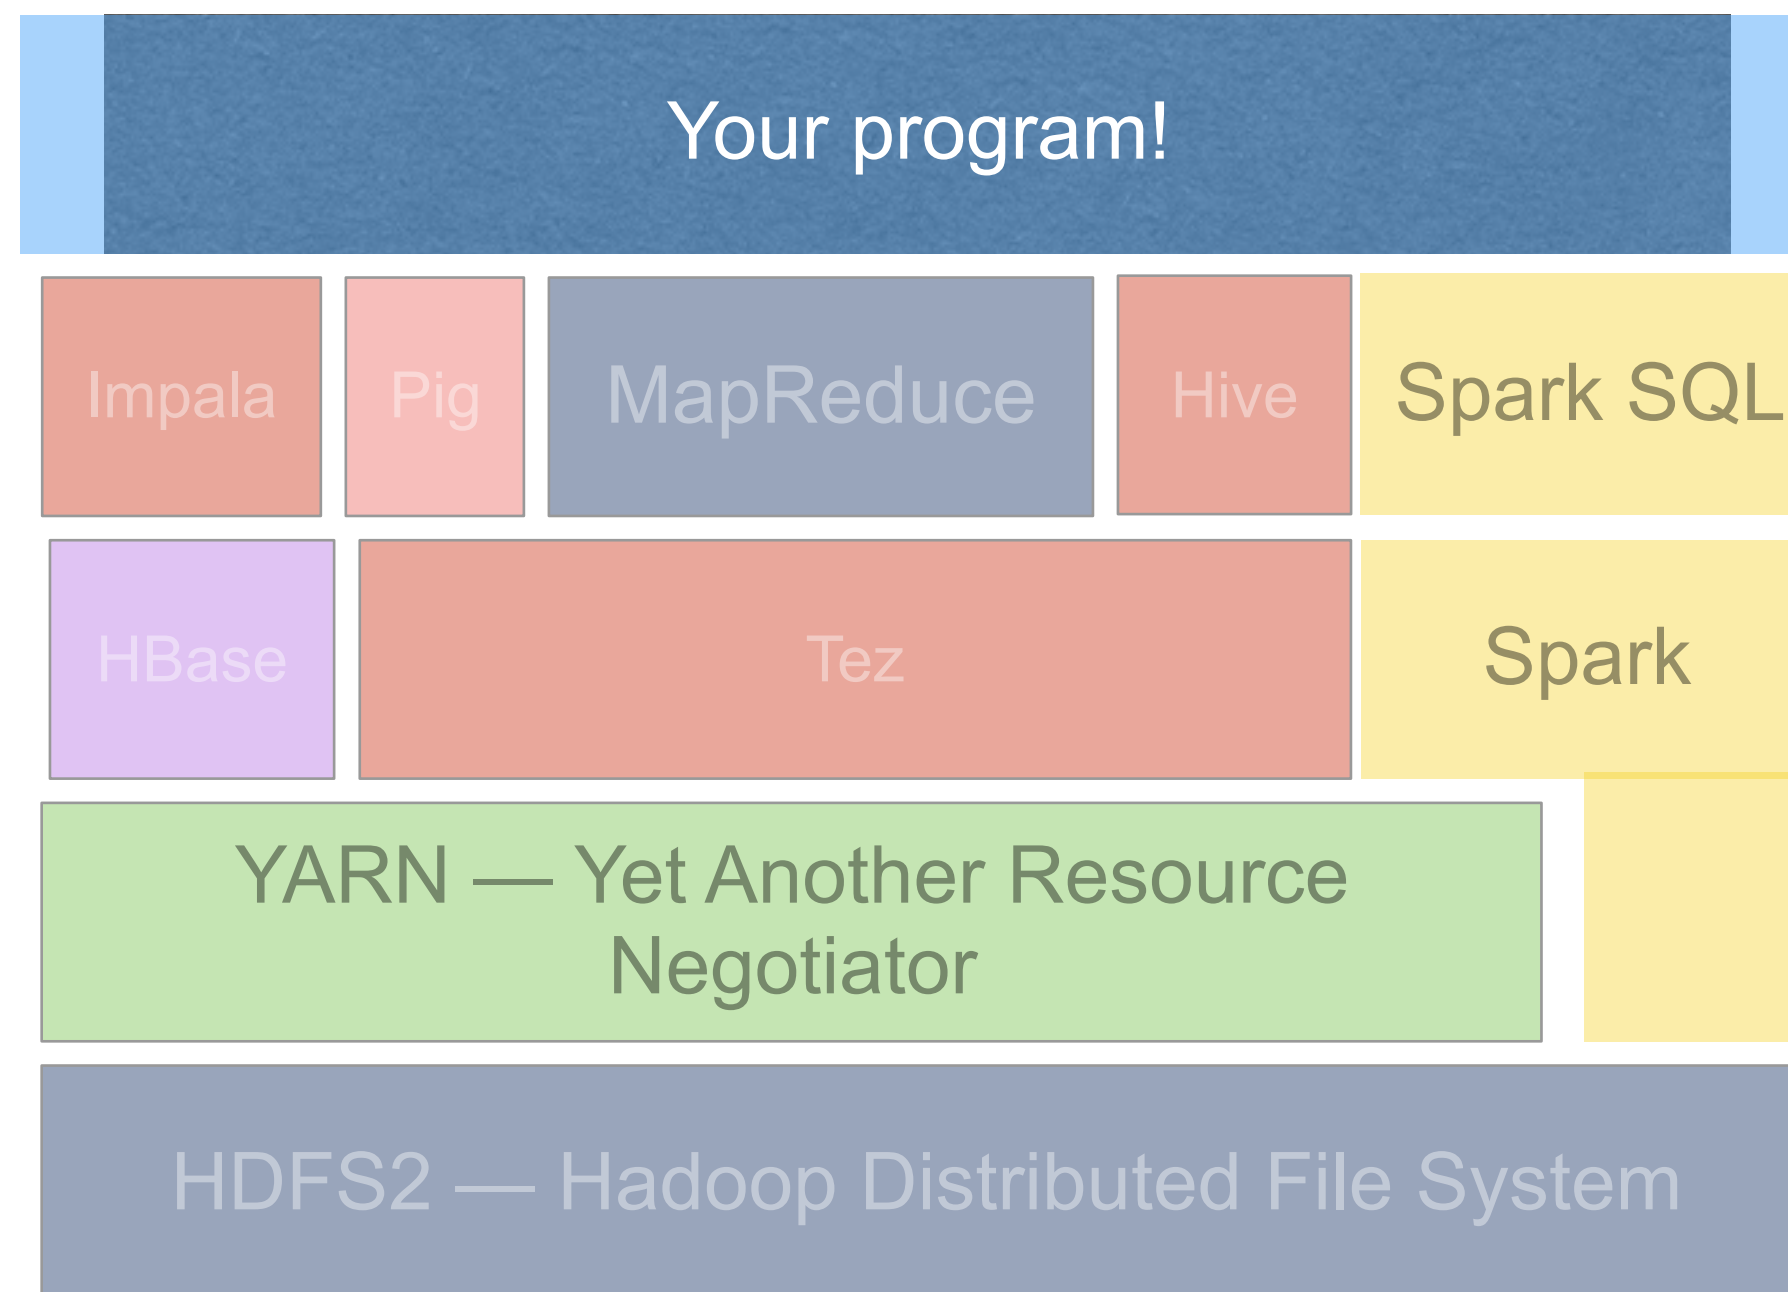 Your program!
Impala
Pig
MapReduce
Hive
Spark SQL
HBase
Tez
Spark
YARN — Yet Another Resource
Negotiator
HDFS2 — Hadoop Distributed File System